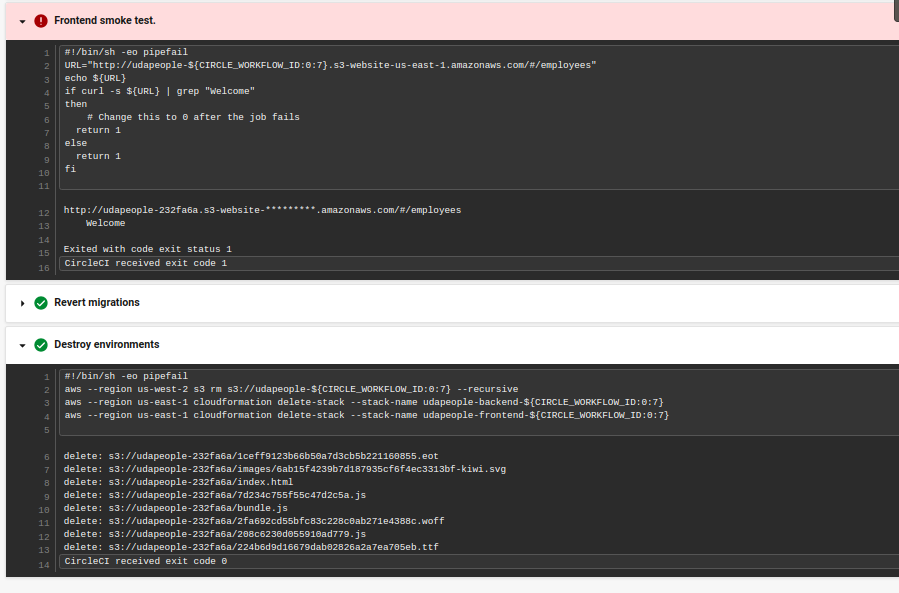 Frontend smoke test.
1 #!/bin/sh -eo pipefail
2 URL="http://udapeople-${CIRCLE_WORKFLOW_ID:0:7}.s3-website-us-east-1.amazonaws.com/#/employees"
3 echo ${URL}
4 if curl -s ${URL} | grep "Welcome"
5 then
6 # Change this to 0 after the job fails
7 return 1
8 else
9 return 1
10 fi
11
12 http://udapeople-232fa6a.s3-website-*********.amazonaws.com/#/employees
13 Welcome
14
15 Exited with code exit status 1
16 CircleCI received exit code 1
Revert migrations
Destroy environments
1 #!/bin/sh -eo pipefail
2 aws --region us-west-2 s3 rm s3://udapeople-${CIRCLE_WORKFLOW_ID:0:7} --recursive
3 aws --region us-east-1 cloudformation delete-stack --stack-name udapeople-backend-${CIRCLE_WORKFLOW_ID:0:7}
4 aws --region us-east-1 cloudformation delete-stack --stack-name udapeople-frontend-${CIRCLE_WORKFLOW_ID:0:7}
5
6 delete: s3://udapeople-232fa6a/1ceff9123b66b50a7d3cb5b221160855.eot
7 delete: s3://udapeople-232fa6a/images/6ab15f4239b7d187935cf6f4ec3313bf-kiwi.svg
8 delete: s3://udapeople-232fa6a/index.html
9 delete: s3://udapeople-232fa6a/7d234c755f55c47d2c5a.js
10 delete: s3://udapeople-232fa6a/bundle.js
11 delete: s3://udapeople-232fa6a/2fa692cd55bfc83c228c0ab271e4388c.woff
12 delete: s3://udapeople-232fa6a/208c6230d055910ad779.js
13 delete: s3://udapeople-232fa6a/224b6d9d16679dab02826a2a7ea705eb.ttf
14 CircleCI received exit code 0